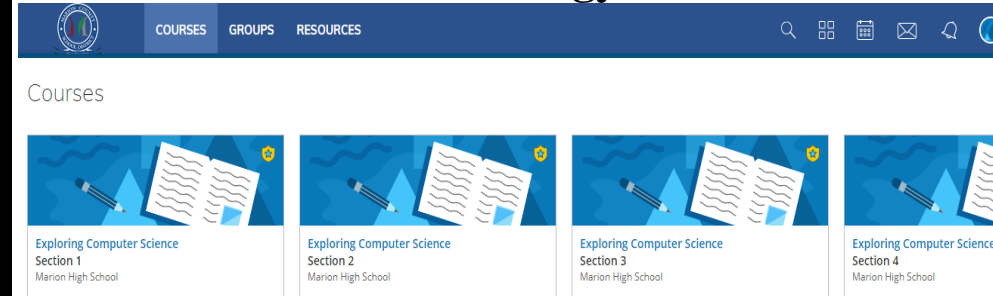 COURSES GROUPS RESOURCES
Courses
Exploring Computer Science
Section 1
Marion High School
Exploring Computer Science
Section 2
Marion High School
Exploring Computer Science
Section 3
Marion High School
Exploring Computer Science
Section 4
Marion High School